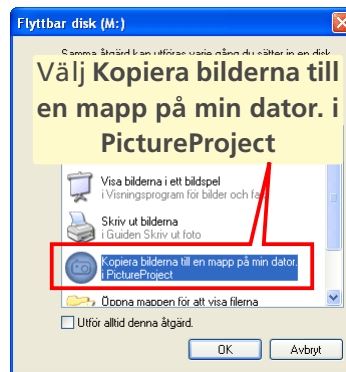 Flyttbar disk (M:)
Samma åtgärd kan utföras varje gång du sätter in en disk
Välj Kopiera bilderna till
en mapp på min dator. i
PictureProject
Visa bilderna i ett bildspel
i Visningsprogram för bilder och fa
Skriv ut bilderna
i Guiden Skriv ut foto
Kopiera bilderna till en mapp på min dator.
i PictureProject
Öppna mappen för att visa filerna
Utför alltid denna åtgärd.
OK
Avbryt